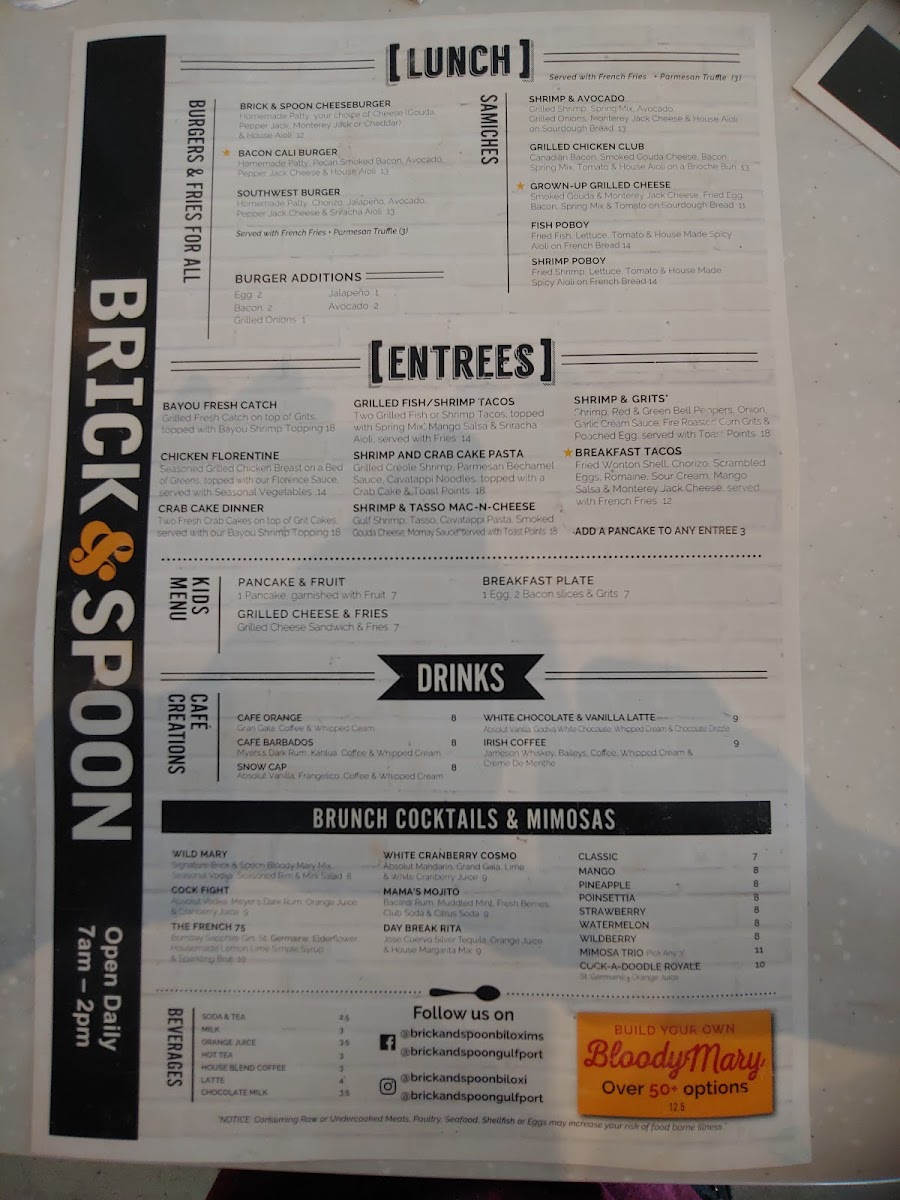 BRICK & SPOON
Open Daily
7am – 2pm
[LUNCH]
Served with French Fries • Parmesan Truffle (3)
BURGERS & FRIES FOR ALL
BRICK & SPOON CHEESEBURGER
Homemade Patty, your choice of Cheese (Gouda,
Pepper Jack, Monterey Jack or Cheddar)
& House Aioli 12
BACON CALI BURGER
Homemade Patty, Pecan Smoked Bacon, Avocado,
Pepper Jack Cheese & House Aioli 13
SOUTHWEST BURGER
Homemade Patty, Chorizo, Jalapeño, Avocado,
Pepper Jack Cheese & Sriracha Aioli 13
Served with French Fries • Parmesan Truffle (3)
BURGER ADDITIONS
Egg 2
Bacon 2
Grilled Onions 1
Jalapeño 1
Avocado 2
SAMICHES
SHRIMP & AVOCADO
Grilled Shrimp, Spring Mix, Avocado,
Grilled Onions, Monterey Jack Cheese & House Aioli
on Sourdough Bread 13
GRILLED CHICKEN CLUB
Canadian Bacon, Smoked Gouda Cheese, Bacon
Spring Mix, Tomato & House Aioli on a Brioche Bun 13
GROWN-UP GRILLED CHEESE
Smoked Gouda & Monterey Jack Cheese, Fried Egg,
Bacon, Spring Mix & Tomato on Sourdough Bread 11
FISH POBOY
Fried Fish, Lettuce, Tomato & House Made Spicy
Aioli on French Bread 14
SHRIMP POBOY
Fried Shrimp, Lettuce, Tomato & House Made
Spicy Aioli on French Bread 14
[ENTREES]
BAYOU FRESH CATCH
Grilled Fresh Catch on top of Grits,
topped with Bayou Shrimp Topping 18
CHICKEN FLORENTINE
Seasoned Grilled Chicken Breast on a Bed
of Greens, topped with our Florence Sauce,
served with Seasonal Vegetables 14
CRAB CAKE DINNER
Two Fresh Crab Cakes on top of Grit Cakes,
served with our Bayou Shrimp Topping 18
GRILLED FISH/SHRIMP TACOS
Two Grilled Fish or Shrimp Tacos, topped
with Spring Mix, Mango Salsa & Sriracha
Aioli, served with Fries 14
SHRIMP AND CRAB CAKE PASTA
Grilled Creole Shrimp, Parmesan Bechamel
Sauce, Cavatappi Noodles, topped with a
Crab Cake & Toast Points 18
SHRIMP & TASSO MAC-N-CHEESE
Gulf Shrimp, Tasso, Cavatappi Pasta, Smoked
Gouda Cheese, Mornay Sauce served with Toast Points 18
SHRIMP & GRITS*
Shrimp, Red & Green Bell Peppers, Onion,
Garlic Cream Sauce, Fire Roasted Corn Grits &
Poached Egg, served with Toast Points 18
BREAKFAST TACOS
Fried Wonton Shell, Chorizo, Scrambled
Eggs, Romaine, Sour Cream, Mango
Salsa & Monterey Jack Cheese, served
with French Fries 12
ADD A PANCAKE TO ANY ENTREE 3
KIDS MENU
PANCAKE & FRUIT
1 Pancake, garnished with Fruit 7
GRILLED CHEESE & FRIES
Grilled Cheese Sandwich & Fries 7
BREAKFAST PLATE
1 Egg, 2 Bacon slices & Grits 7
DRINKS
CAFÉ CREATIONS
CAFE ORANGE 8
Gran Gala, Coffee & Whipped Cream
CAFÉ BARBADOS 8
Myers's Dark Rum, Kahlua, Coffee & Whipped Cream
SNOW CAP 8
Absolut Vanilla, Frangelico, Coffee & Whipped Cream
WHITE CHOCOLATE & VANILLA LATTE 9
Absolut Vanilla, Godiva White Chocolate, Whipped Cream & Chocolate Drizzle
IRISH COFFEE 9
Jameson Whiskey, Baileys, Coffee, Whipped Cream &
Creme De Menthe
BRUNCH COCKTAILS & MIMOSAS
WILD MARY
Signature Brick & Spoon Bloody Mary Mix,
Seasonal Vodka, Seasoned Rim & Mini Salad 8
COCK FIGHT
Absolut Vodka, Meyer's Dark Rum, Orange Juice
& Cranberry Juice 9
THE FRENCH 75
Bombay Sapphire Gin, St. Germaine, Elderflower,
Housemade Lemon Lime Simple Syrup
& Sparkling Brut 10
WHITE CRANBERRY COSMO
Absolut Mandarin, Grand Gala, Lime
& White Cranberry Juice 9
MAMA'S MOJITO
Bacardi Rum, Muddled Mint, Fresh Berries,
Club Soda & Citrus Soda 9
DAY BREAK RITA
Jose Cuervo Silver Tequila, Orange Juice
& House Margarita Mix 9
CLASSIC 7
MANGO 8
PINEAPPLE 8
POINSETTIA 8
STRAWBERRY 8
WATERMELON 8
WILDBERRY 8
MIMOSA TRIO Pick Any 3 11
CUCK-A-DOODLE ROYALE 10
St. Germaine, Orange Juice
BEVERAGES
SODA & TEA 2.5
MILK 3
ORANGE JUICE 3.5
HOT TEA 3
HOUSE BLEND COFFEE 3
LATTE 4
CHOCOLATE MILK 3.5
Follow us on
@brickandspoonbiloxims
@brickandspoongulfport
@brickandspoonbiloxi
@brickandspoongulfport
BUILD YOUR OWN
Bloody Mary
Over 50+ options
12.5
*NOTICE: Consuming Raw or Undercooked Meats, Poultry, Seafood, Shellfish or Eggs may increase your risk of food borne illness.*